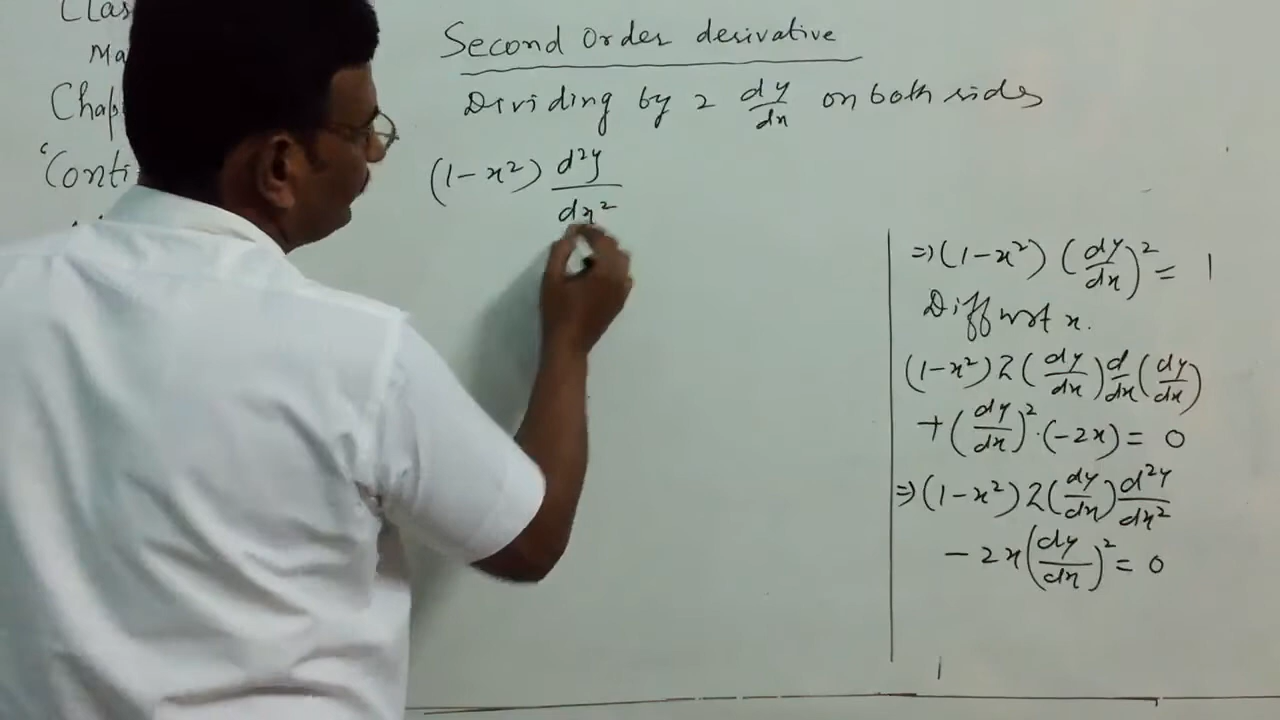 Clas
Ma
Chap
'Conti
Second Order derivative
Dividing by 2 dy/dx on both sides
(1-x²) d²y/dx²
⇒(1-x²) (dy/dx)² = 1
Diff wrt x.
(1-x²) 2 (dy/dx) d/dx (dy/dx)
+ (dy/dx)² · (-2x) = 0
⇒(1-x²) 2(dy/dx) d²y/dx²
- 2x (dy/dx)² = 0